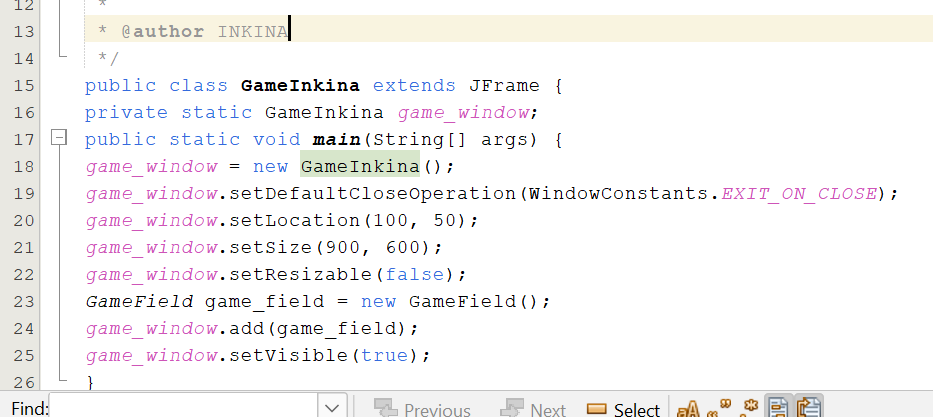 12 *
13 * @author INKINA
14 */
15 public class GameInkina extends JFrame {
16 private static GameInkina game_window;
17 public static void main(String[] args) {
18 game_window = new GameInkina();
19 game_window.setDefaultCloseOperation(WindowConstants.EXIT_ON_CLOSE);
20 game_window.setLocation(100, 50);
21 game_window.setSize(900, 600);
22 game_window.setResizable(false);
23 GameField game_field = new GameField();
24 game_window.add(game_field);
25 game_window.setVisible(true);
26 }
Find: Previous Next Select aA “” .*